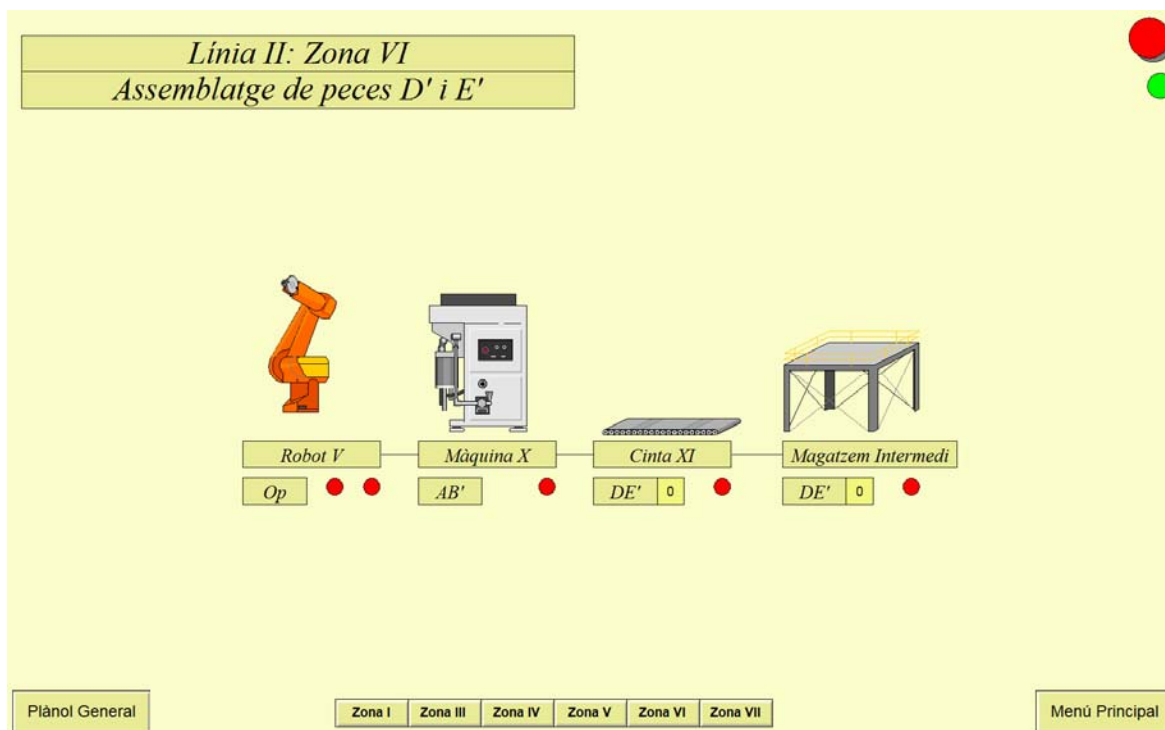 Línia II: Zona VI
Assemblatge de peces D' i E'
Robot V
Màquina X
Cinta XI
Magatzem Intermedi
Op
AB'
DE' 0
DE' 0
Plànol General
Zona I
Zona III
Zona IV
Zona V
Zona VI
Zona VII
Menú Principal